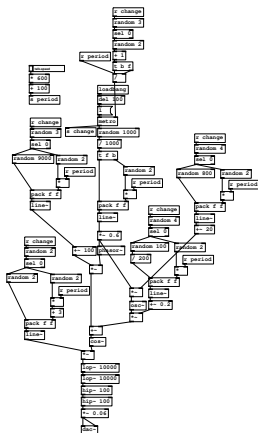 r change
random 3
sel 0
random 2
r period
+ 1
t b f
/
* 600
+ 100
s period
loadbang
del 100
1
metro
s change
random 1000
/ 1000
t f b
random 2
r period
*
pack f f
line~
*~ 0.6
phasor~
r change
random 3
sel 0
random 9000
random 2
r period
*
pack f f
line~
+~ 100
*~
r change
random 4
sel 0
random 800
random 2
r period
*
pack f f
line~
+~ 20
r change
random 4
sel 0
random 100
random 2
/ 200
r period
*
pack f f
line~
+~ 0.2
*~
osc~
*~
r change
random 2
sel 0
random 2
random 2
r period
*
+ 3
pack f f
line~
*~
cos~
*~
lop~ 10000
lop~ 10000
hip~ 100
hip~ 100
*~ 0.06
dac~